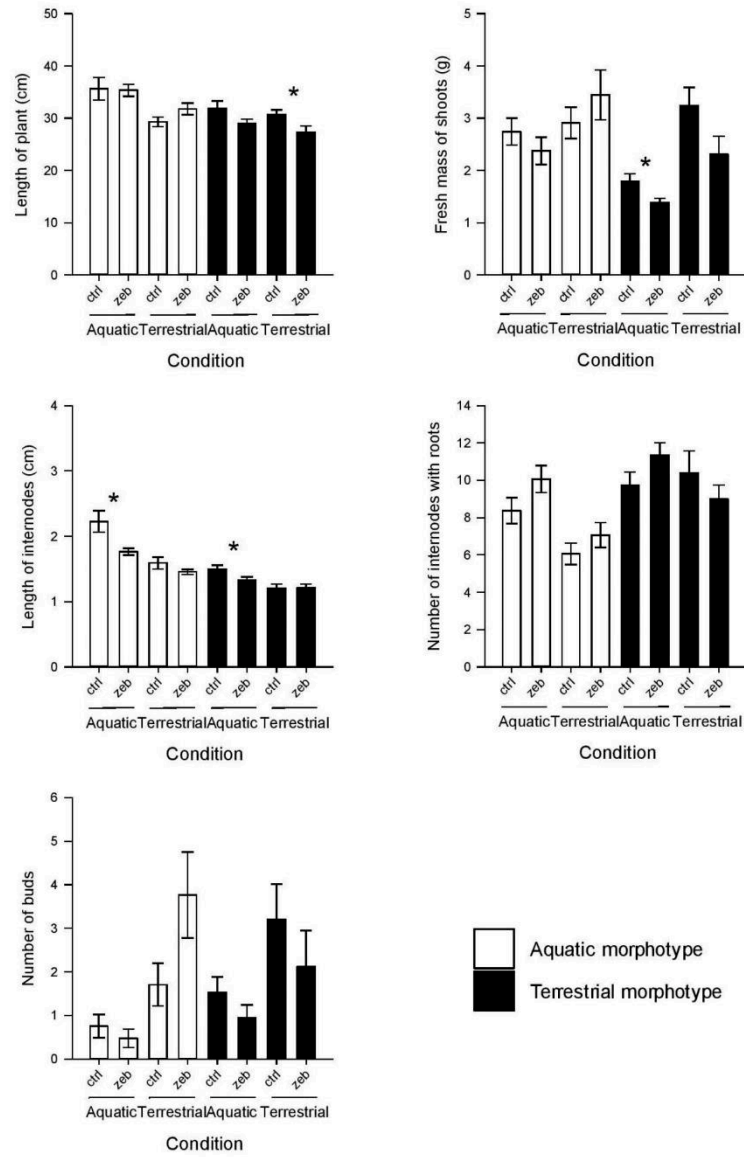 Length of plant (cm)
50
40
30
20
10
0
*
ctrl zeb ctrl zeb ctrl zeb ctrl zeb
Aquatic Terrestrial Aquatic Terrestrial
Condition
Fresh mass of shoots (g)
5
4
3
2
1
0
*
ctrl zeb ctrl zeb ctrl zeb ctrl zeb
Aquatic Terrestrial Aquatic Terrestrial
Condition
Length of internodes (cm)
4
3
2
1
0
* *
ctrl zeb ctrl zeb ctrl zeb ctrl zeb
Aquatic Terrestrial Aquatic Terrestrial
Condition
Number of internodes with roots
14
12
10
8
6
4
2
0
ctrl zeb ctrl zeb ctrl zeb ctrl zeb
Aquatic Terrestrial Aquatic Terrestrial
Condition
Number of buds
6
5
4
3
2
1
0
ctrl zeb ctrl zeb ctrl zeb ctrl zeb
Aquatic Terrestrial Aquatic Terrestrial
Condition
Aquatic morphotype
Terrestrial morphotype